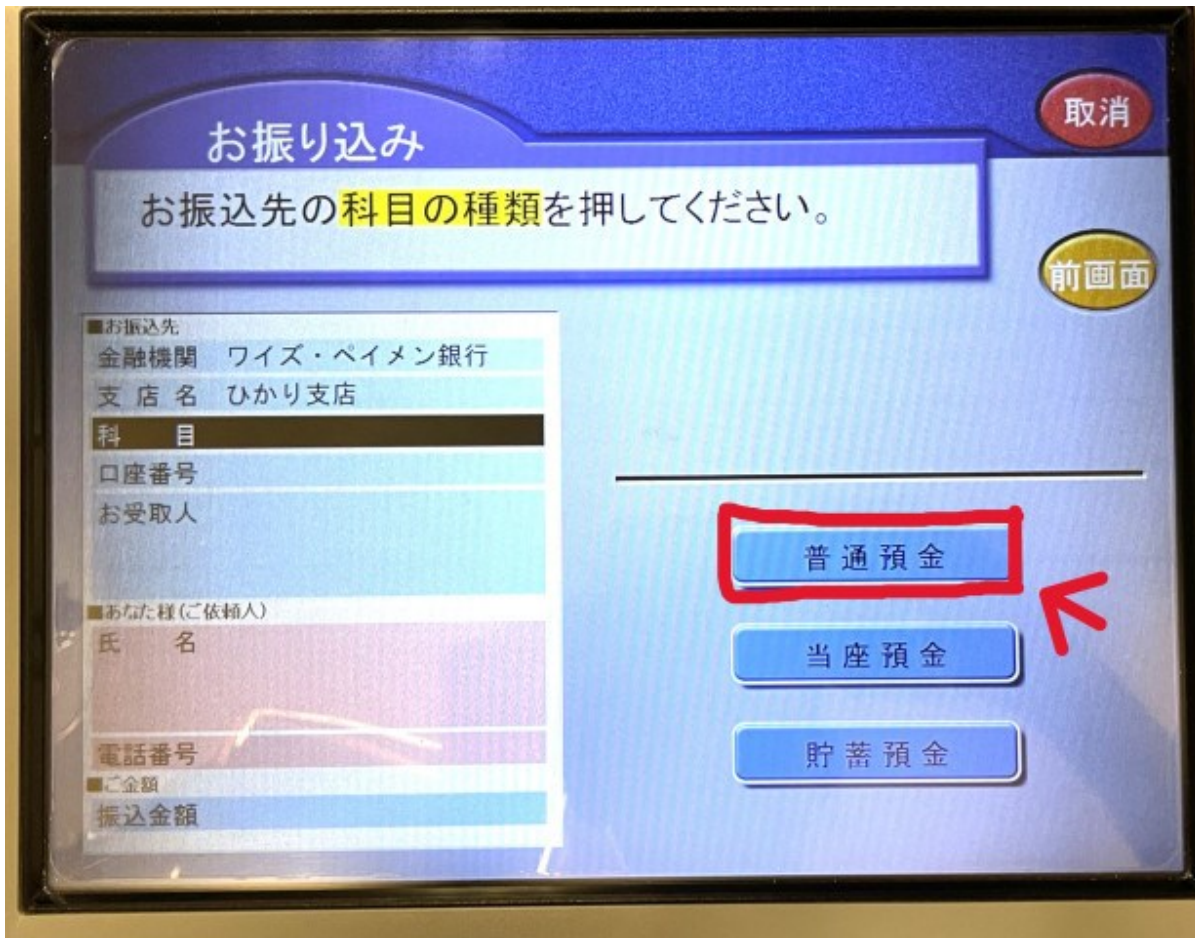 お振り込み
取消
お振込先の科目の種類を押してください。
前画面
■お振込先
金融機関 ワイズ・ペイメン銀行
支店名 ひかり支店
科目
口座番号
お受取人
普通預金
■あなた様(ご依頼人)
氏名
当座預金
電話番号
貯蓄預金
■ご金額
振込金額